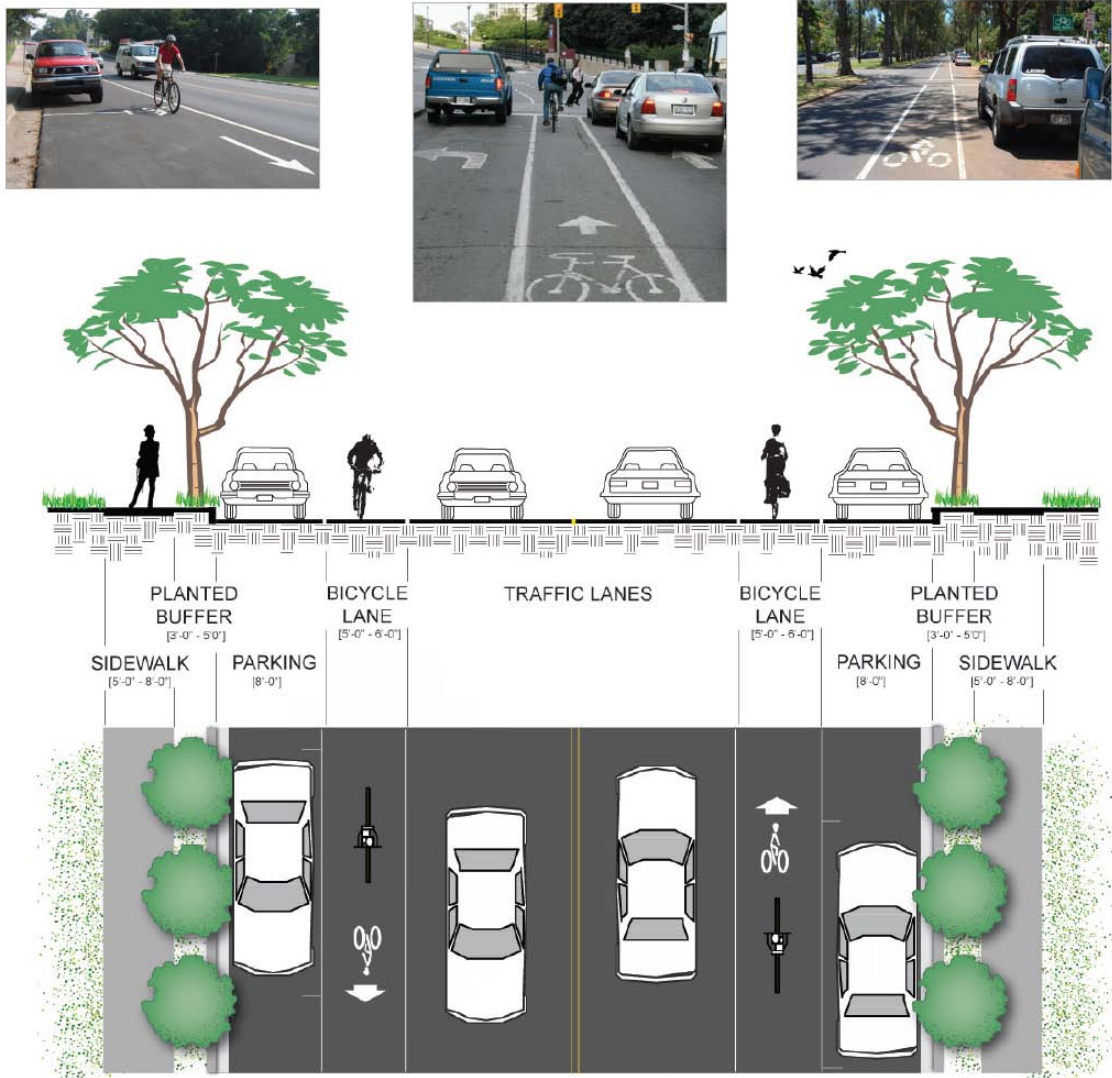 PLANTED
BUFFER
[3'-0" - 5'0"]
BICYCLE
LANE
[5'-0" - 6'-0"]
TRAFFIC LANES
BICYCLE
LANE
[5'-0" - 6'-0"]
PLANTED
BUFFER
[3'-0" - 5'0"]
SIDEWALK
[5'-0" - 8'-0"]
PARKING
[8'-0"]
PARKING
[8'-0"]
SIDEWALK
[5'-0" - 8'-0"]